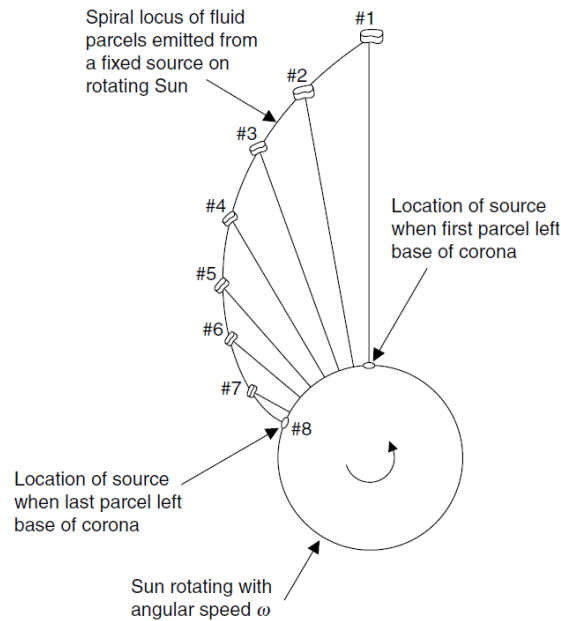 Spiral locus of fluid
parcels emitted from
a fixed source on
rotating Sun
#1
#2
#3
#4
#5
#6
#7
#8
Location of source
when first parcel left
base of corona
Location of source
when last parcel left
base of corona
Sun rotating with
angular speed ω